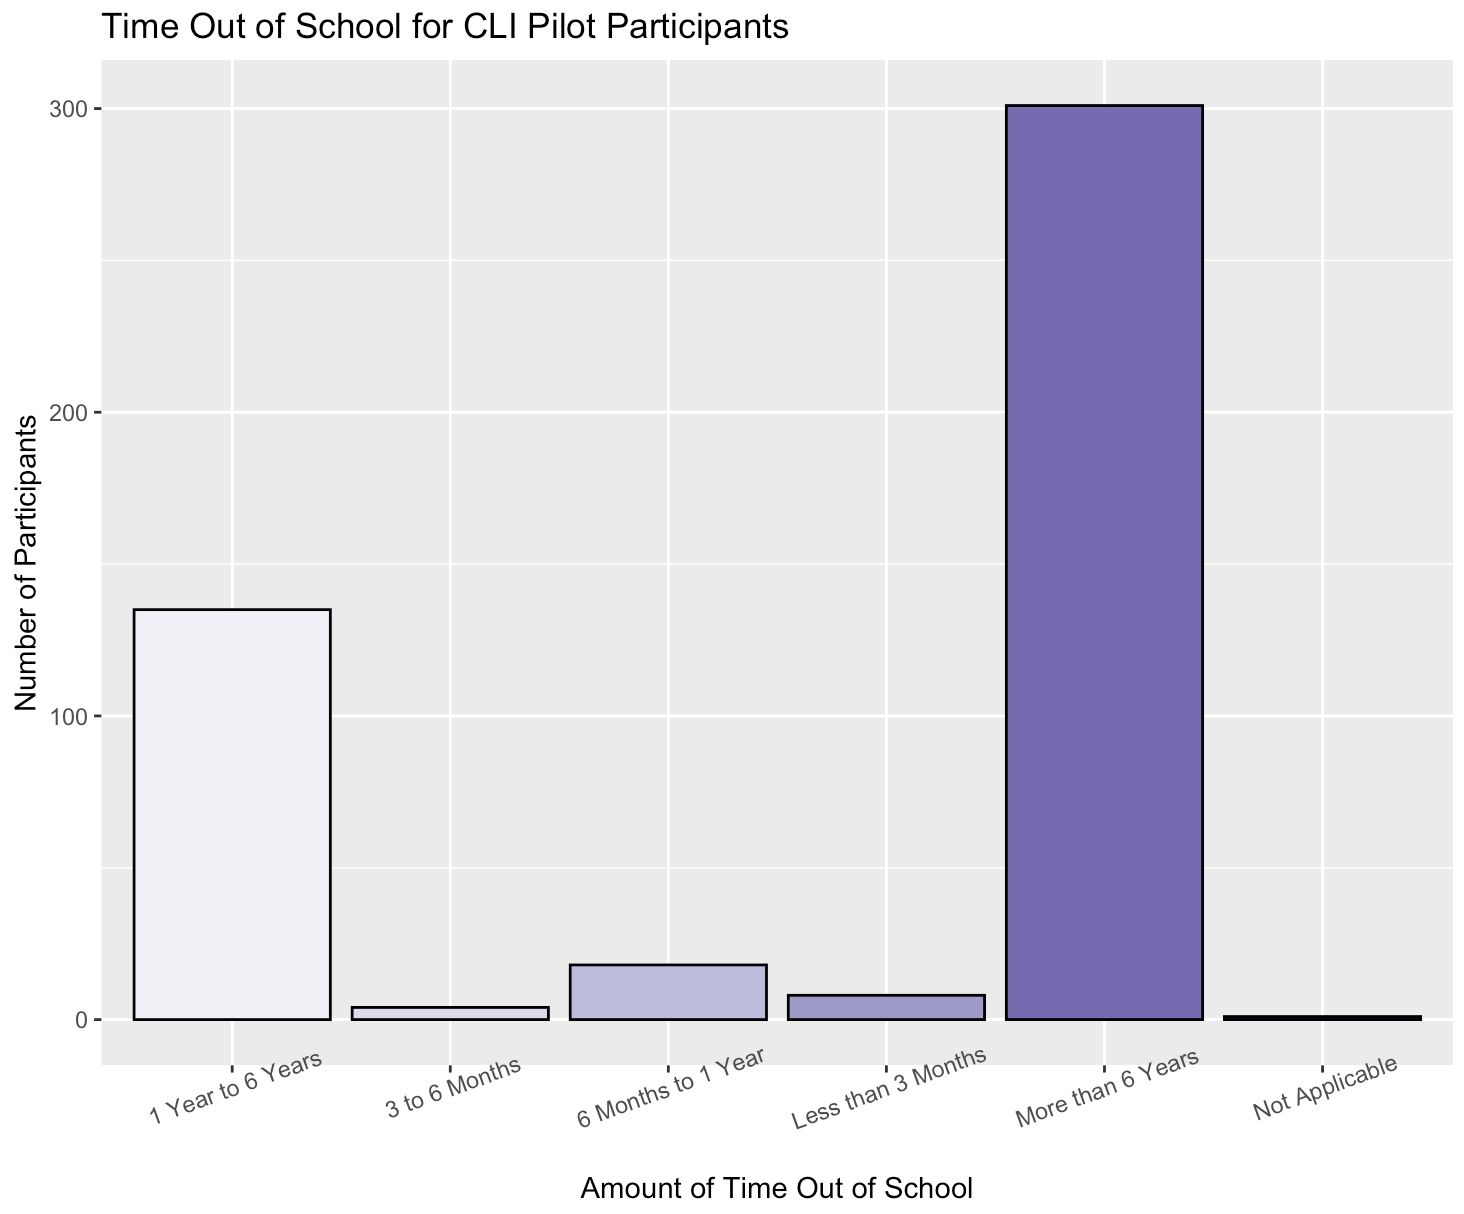 Time Out of School for CLI Pilot Participants
Number of Participants
300
200
100
0
1 Year to 6 Years
3 to 6 Months
6 Months to 1 Year
Less than 3 Months
More than 6 Years
Not Applicable
Amount of Time Out of School